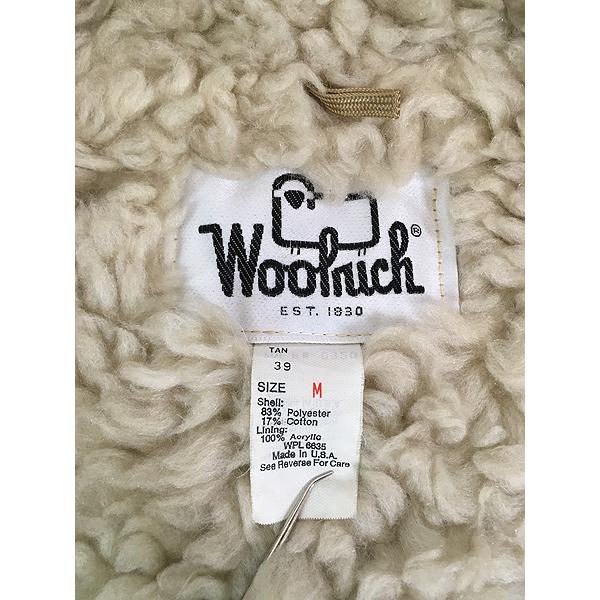 Woolrich®
EST. 1830
TAN
39
SIZE M
Shell:
83% Polyester
17% Cotton
Lining:
100% Acrylic
WPL 6635
Made in U.S.A.
See Reverse For Care